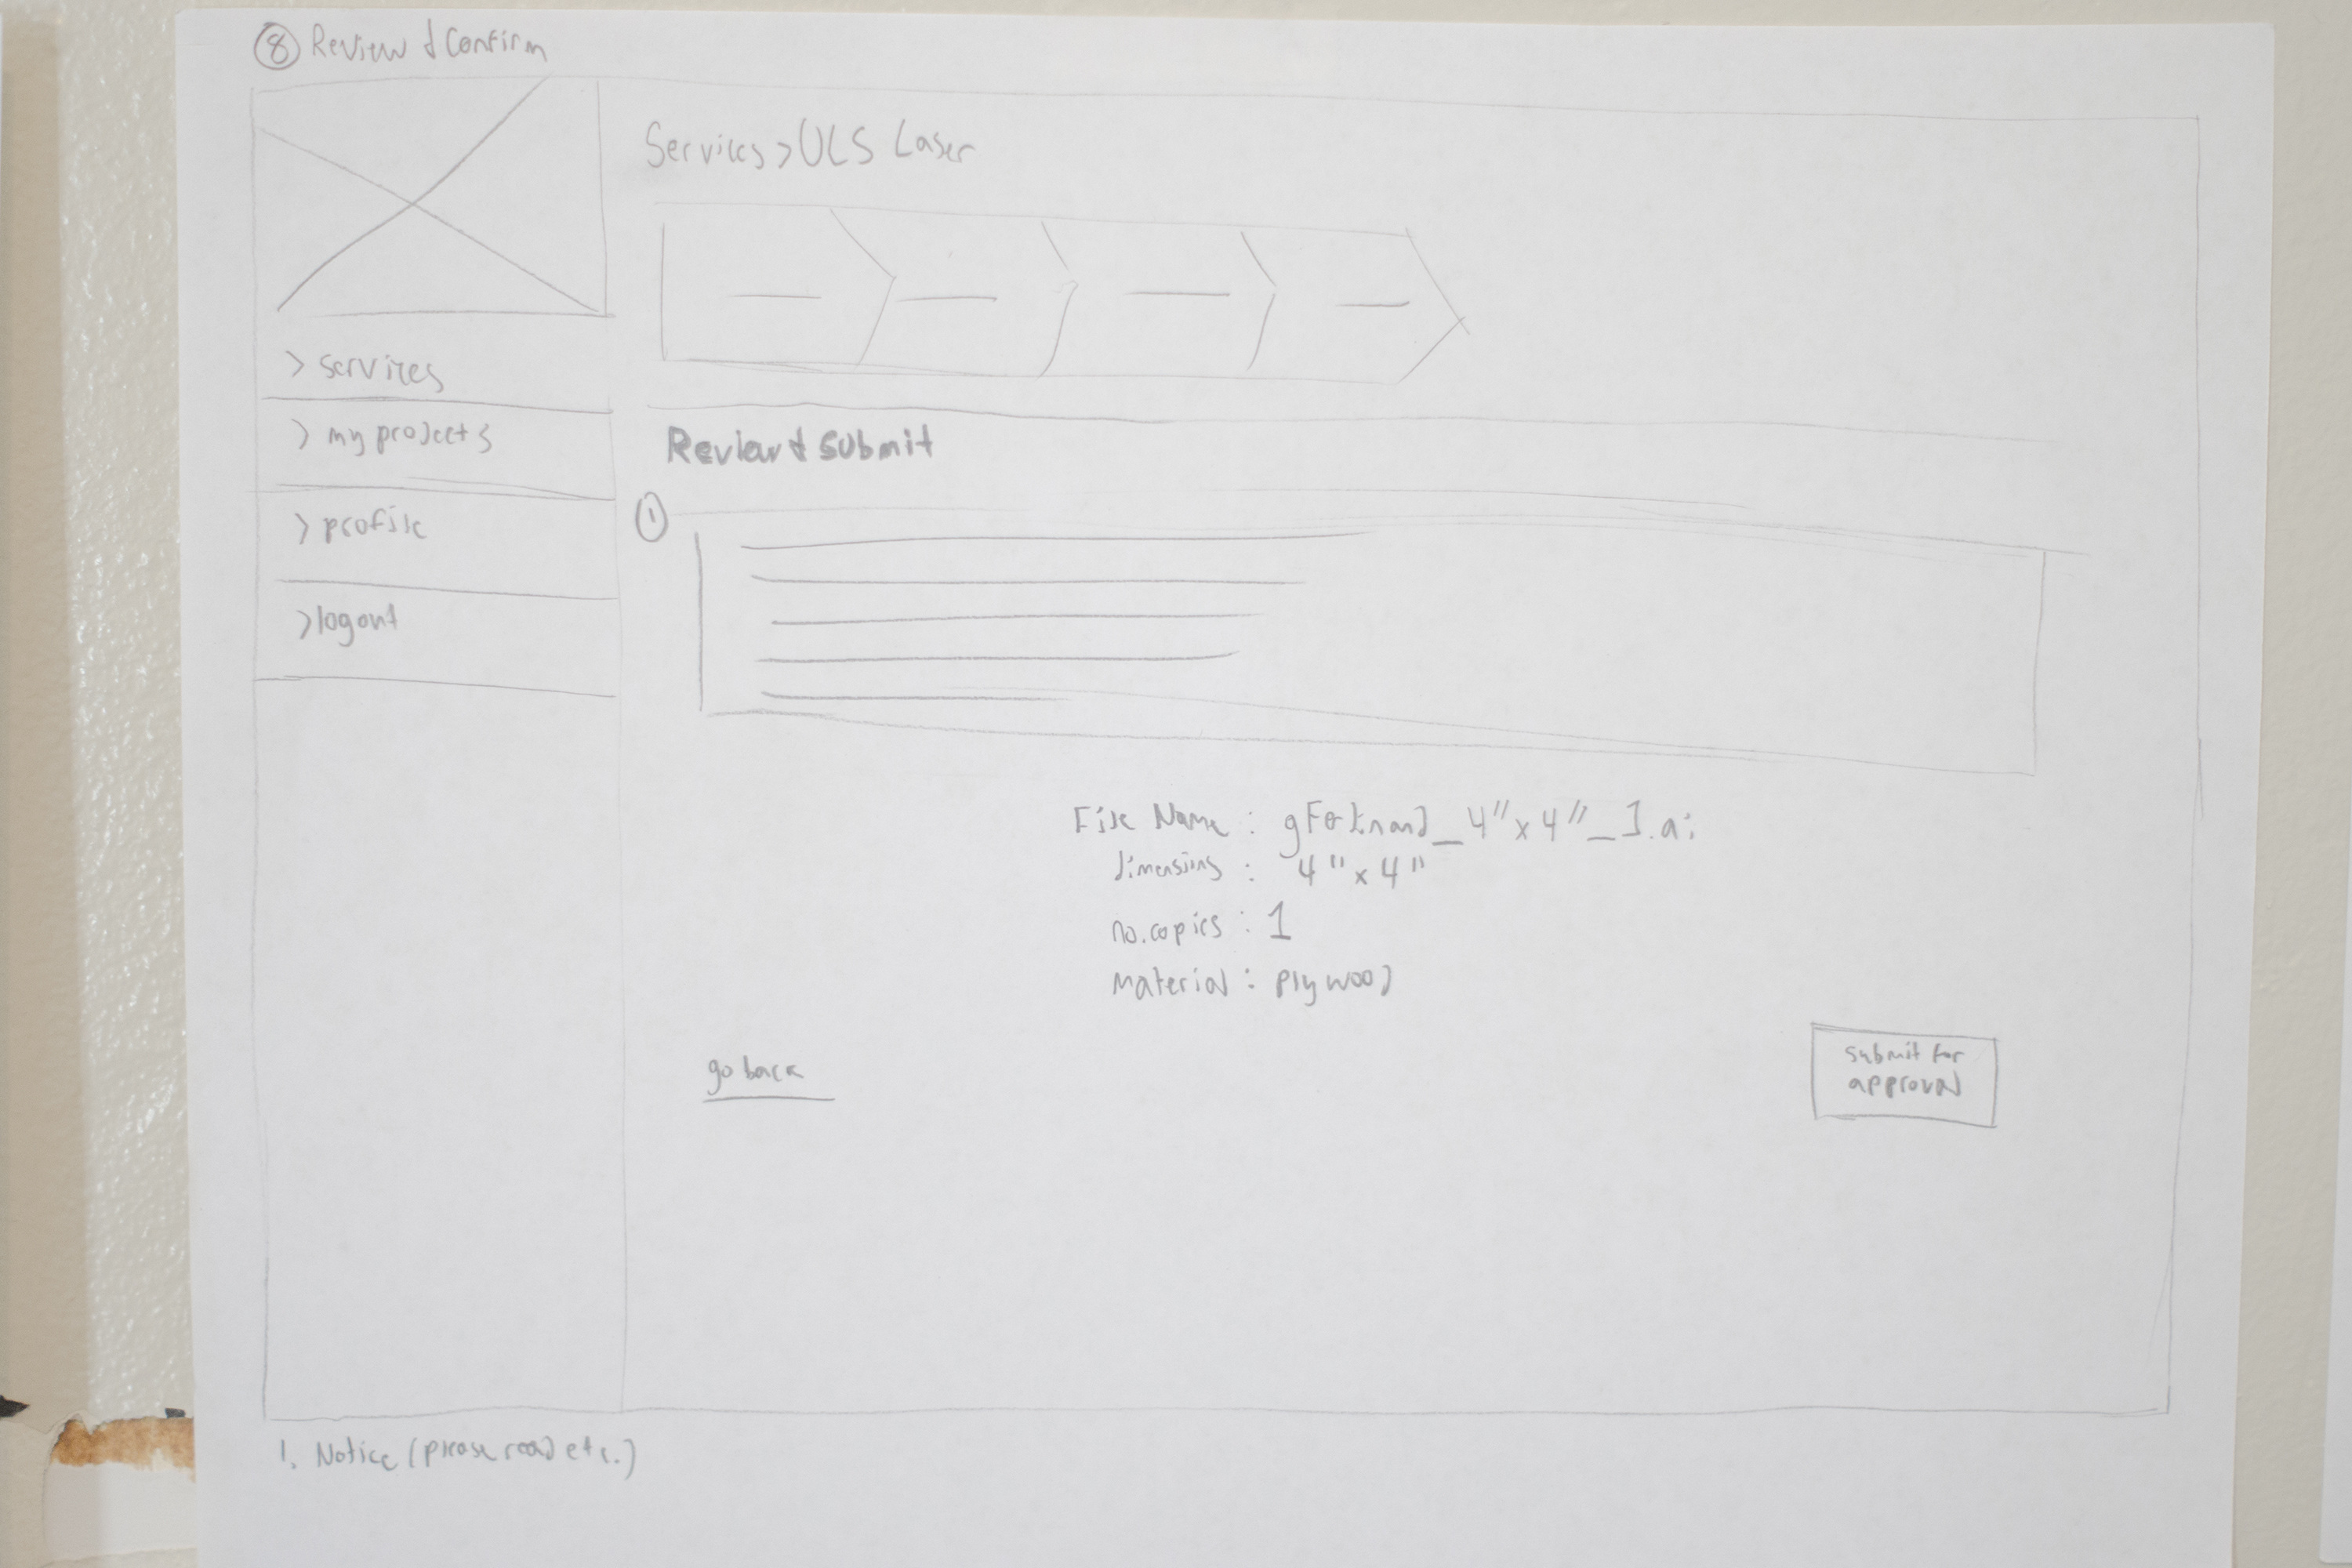 ⑧ Review & Confirm
Services > ULS Laser
> services
> my projects
> profile
> logout
Review & submit
①
File Name : _4"x4"_1.ai
dimensions : 4"x4"
no. copies : 1
material : plywood
go back
submit for
approval
1. Notice (please read etc.)